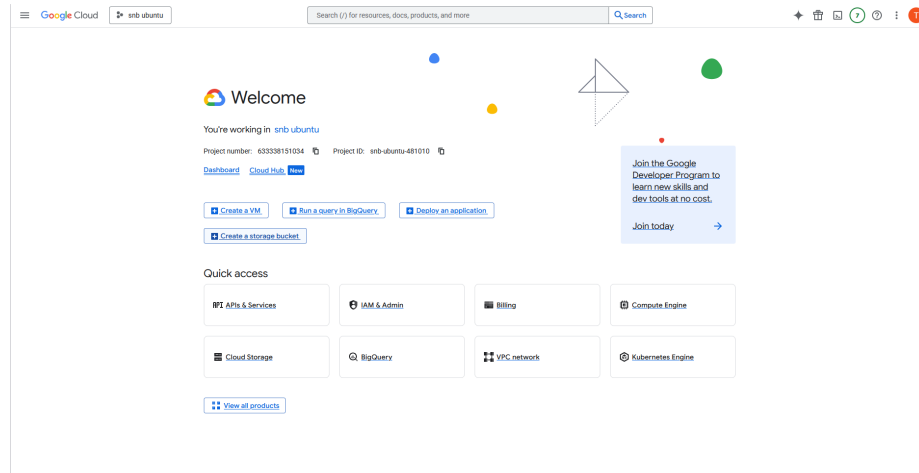 Google Cloud
snb ubuntu
Search (/) for resources, docs, products, and more
Search
7
T
Welcome
You're working in snb ubuntu
Project number: 633338151034 Project ID: snb-ubuntu-481010
Dashboard Cloud Hub New
Create a VM Run a query in BigQuery Deploy an application
Create a storage bucket
Join the Google
Developer Program to
learn new skills and
dev tools at no cost.
Join today
Quick access
API APIs & Services IAM & Admin Billing Compute Engine
Cloud Storage BigQuery VPC network Kubernetes Engine
View all products